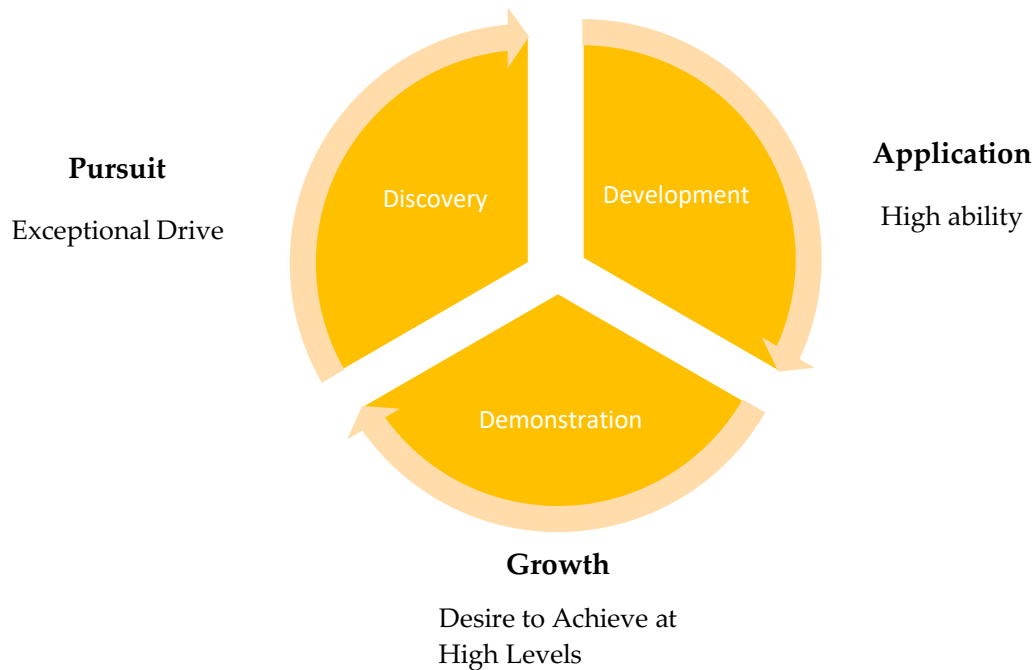 Pursuit
Exceptional Drive
Discovery
Development
Application
High ability
Demonstration
Growth
Desire to Achieve at
High Levels